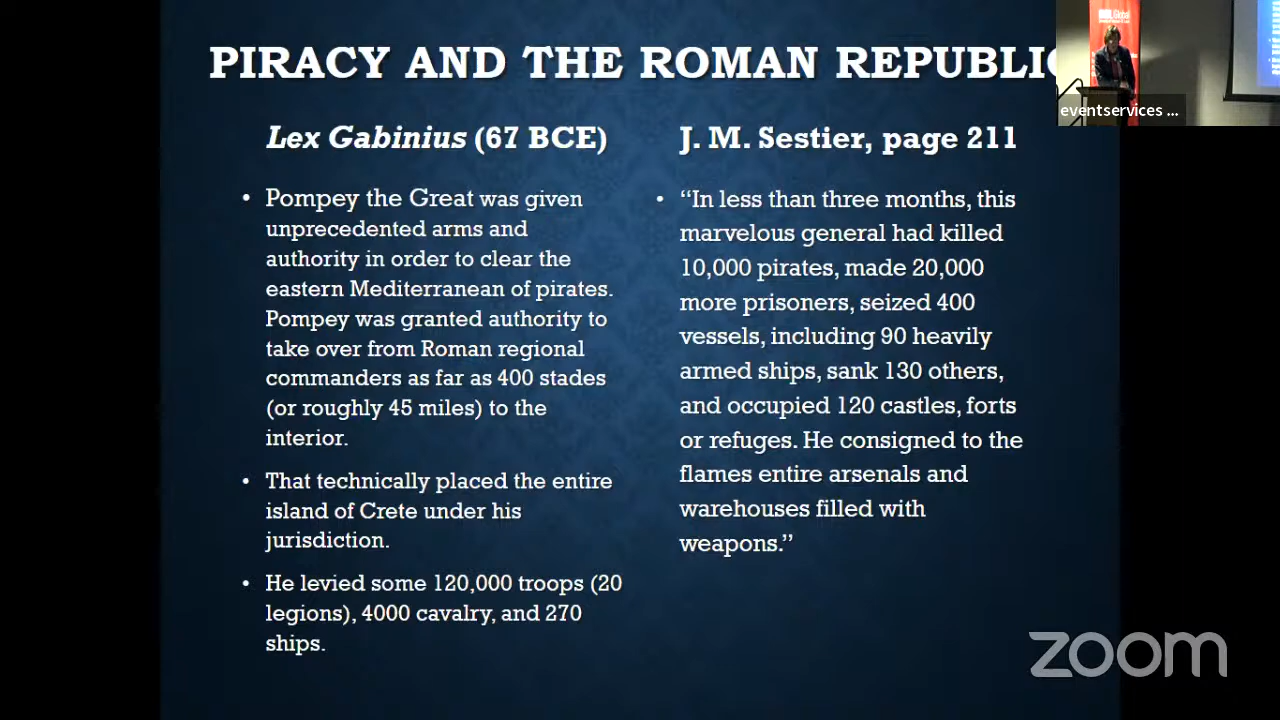 PIRACY AND THE ROMAN REPUBLIC
Lex Gabinius (67 BCE)
• Pompey the Great was given
unprecedented arms and
authority in order to clear the
eastern Mediterranean of pirates.
Pompey was granted authority to
take over from Roman regional
commanders as far as 400 stades
(or roughly 45 miles) to the
interior.
• That technically placed the entire
island of Crete under his
jurisdiction.
• He levied some 120,000 troops (20
legions), 4000 cavalry, and 270
ships.
J. M. Sestier, page 211
• “In less than three months, this
marvelous general had killed
10,000 pirates, made 20,000
more prisoners, seized 400
vessels, including 90 heavily
armed ships, sank 130 others,
and occupied 120 castles, forts
or refuges. He consigned to the
flames entire arsenals and
warehouses filled with
weapons.”
eventservices ...
zoom